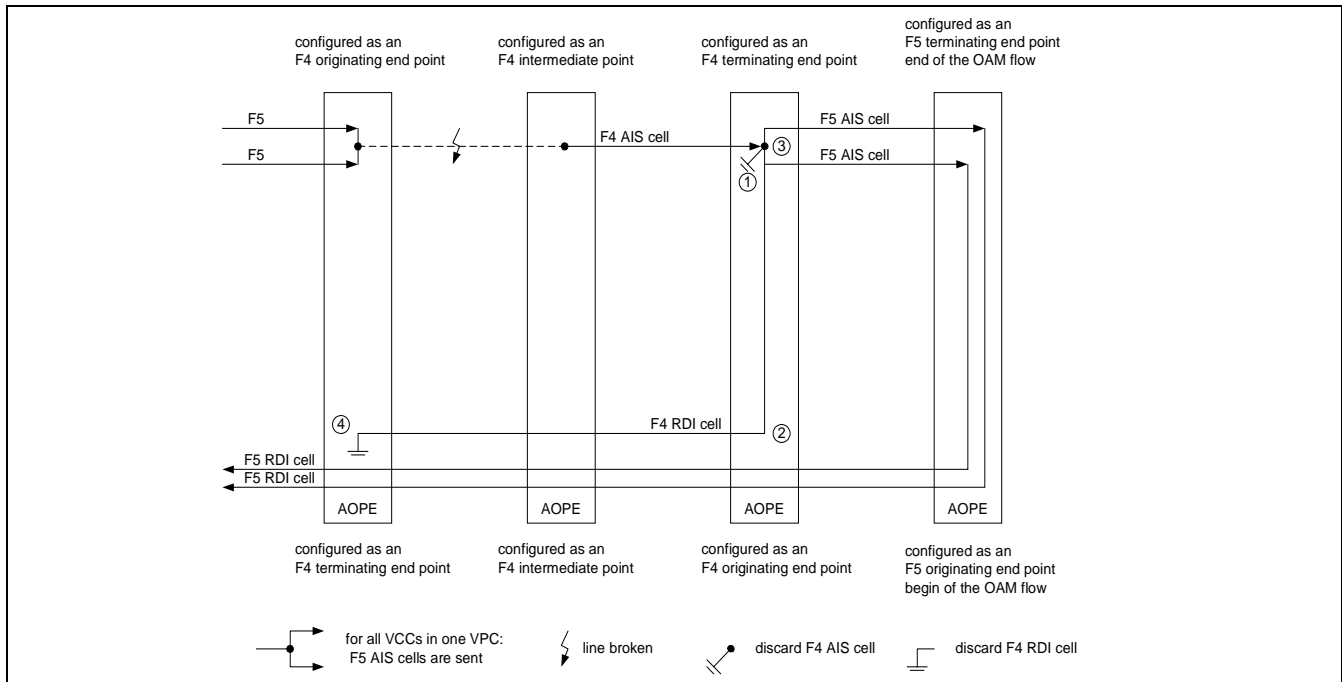 configured as an
F4 originating end point
configured as an
F4 intermediate point
configured as an
F4 terminating end point
configured as an
F5 terminating end point
end of the OAM flow
F5
F5
F4 AIS cell
F5 AIS cell
F5 AIS cell
3
1
4
F4 RDI cell
2
F5 RDI cell
F5 RDI cell
AOPE
AOPE
AOPE
AOPE
configured as an
F4 terminating end point
configured as an
F4 intermediate point
configured as an
F4 originating end point
configured as an
F5 originating end point
begin of the OAM flow
for all VCCs in one VPC:
F5 AIS cells are sent
line broken
discard F4 AIS cell
discard F4 RDI cell